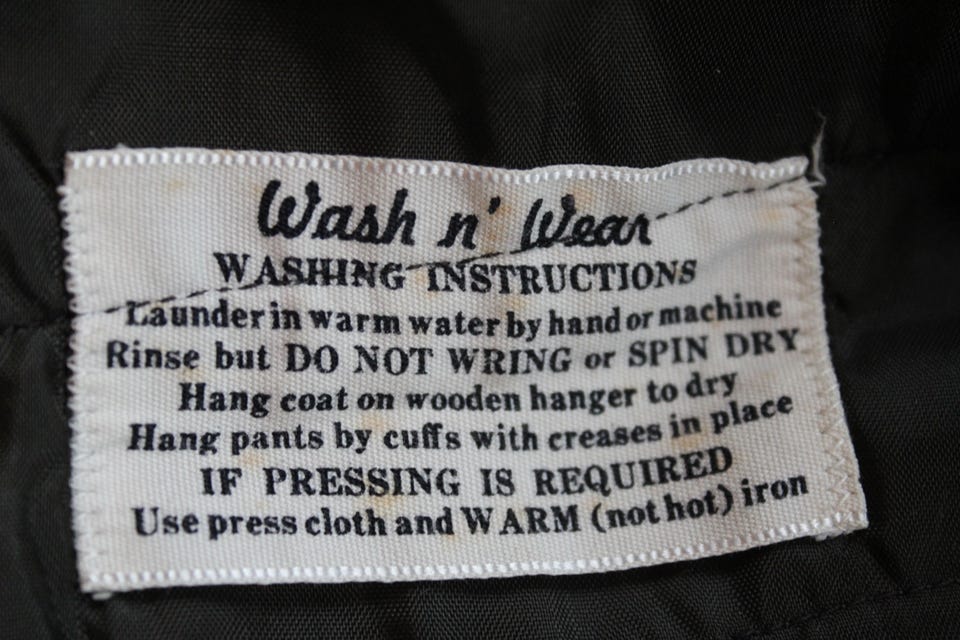 Wash n' Wear
WASHING INSTRUCTIONS
Launder in warm water by hand or machine
Rinse but DO NOT WRING or SPIN DRY
Hang coat on wooden hanger to dry
Hang pants by cuffs with creases in place
IF PRESSING IS REQUIRED
Use press cloth and WARM (not hot) iron